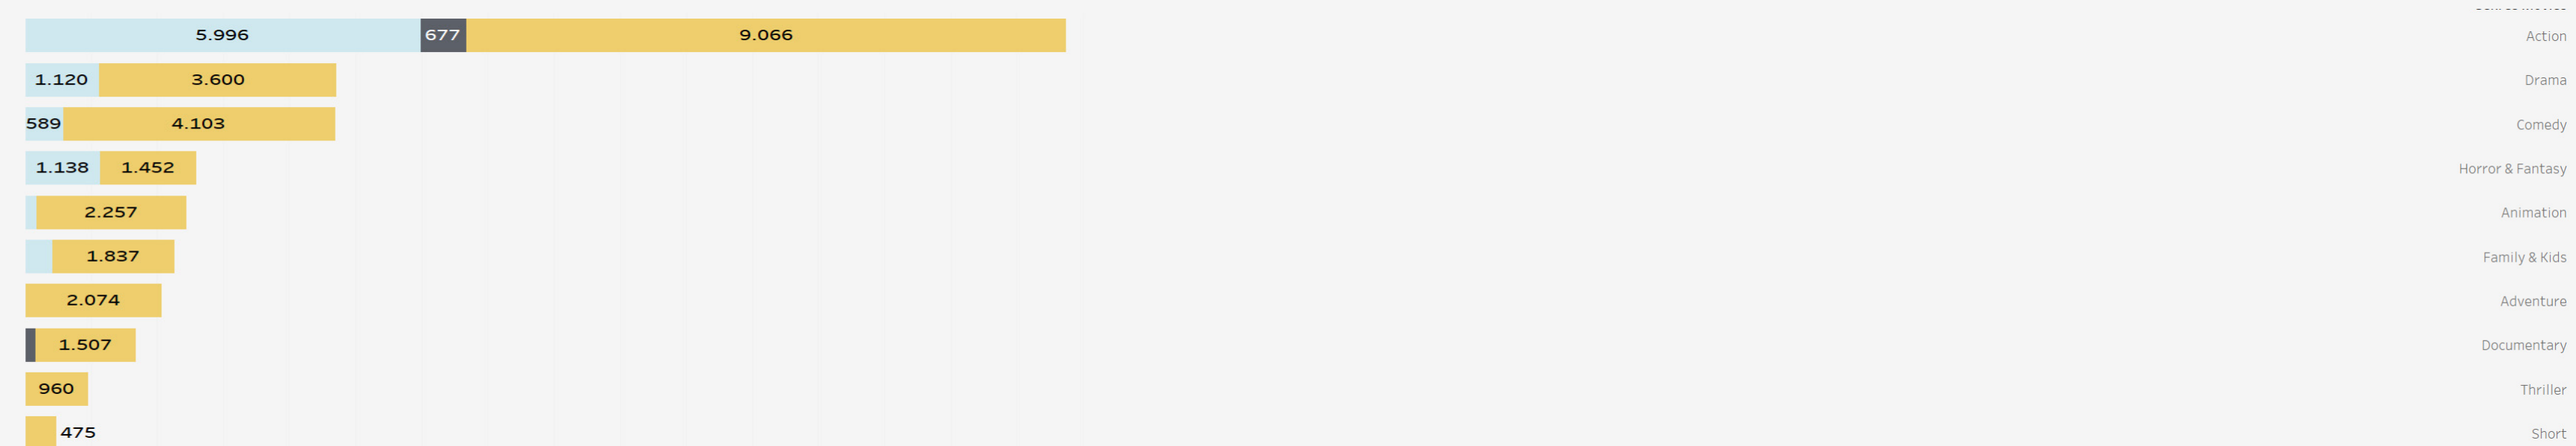 5.996 677 9.066 Action
1.120 3.600 Drama
589 4.103 Comedy
1.138 1.452 Horror & Fantasy
2.257 Animation
1.837 Family & Kids
2.074 Adventure
1.507 Documentary
960 Thriller
475 Short